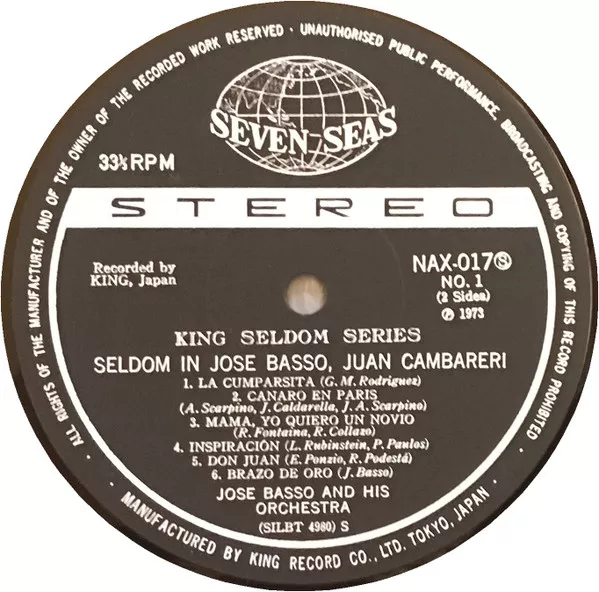 ALL RIGHTS OF THE MANUFACTURER AND OF THE OWNER OF THE RECORDED WORK RESERVED · UNAUTHORISED PUBLIC PERFORMANCE, BROADCASTING AND COPYING OF THIS RECORD PROHIBITED ·
SEVEN SEAS
33⅓ RPM
STEREO
Recorded by
KING, Japan
NAX-017Ⓢ
NO. 1
(2 Sides)
℗ 1973
KING SELDOM SERIES
SELDOM IN JOSE BASSO, JUAN CAMBARERI
1. LA CUMPARSITA (G. M. Rodriguez)
2. CANARO EN PARIS
(A. Scarpino, J. Caldarella, J. A. Scarpino)
3. MAMA, YO QUIERO UN NOVIO
(R. Fontaina, R. Collazo)
4. INSPIRACIÓN (L. Rubinstein, P. Paulos)
5. DON JUAN (E. Ponzio, R. Podestá)
6. BRAZO DE ORO (J. Basso)
JOSE BASSO AND HIS
ORCHESTRA
(SILBT 4980) S
MANUFACTURED BY KING RECORD CO., LTD. TOKYO, JAPAN ·